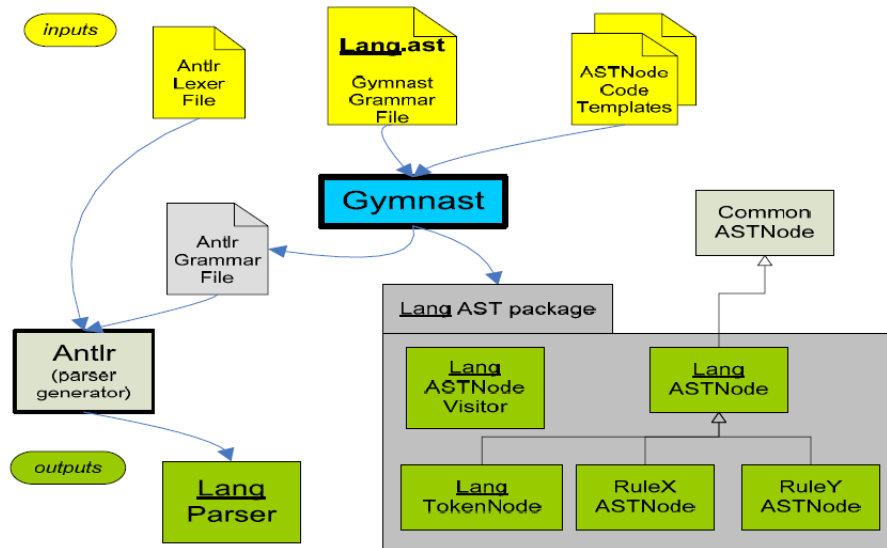 inputs
Antlr
Lexer
File
Lang.ast
Gymnast
Grammar
File
ASTNode
Code
Templates
Gymnast
Common
ASTNode
Antlr
Grammar
File
Lang AST package
Antlr
(parser
generator)
Lang
ASTNode
Visitor
Lang
ASTNode
outputs
Lang
Parser
Lang
TokenNode
RuleX
ASTNode
RuleY
ASTNode